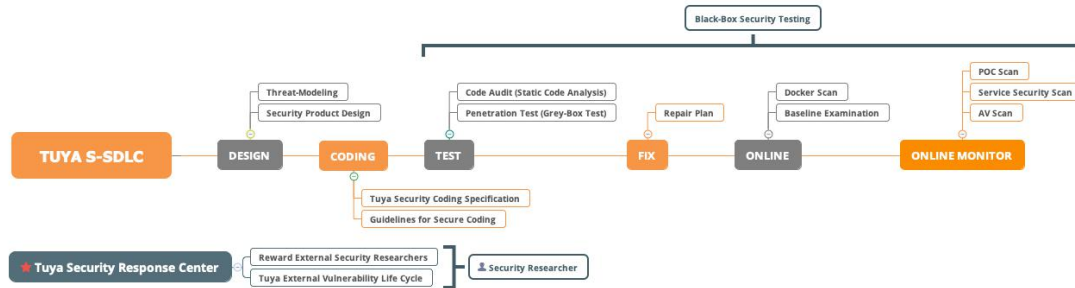 Black-Box Security Testing
Threat-Modeling
Security Product Design
Code Audit (Static Code Analysis)
Penetration Test (Grey-Box Test)
Repair Plan
Docker Scan
Baseline Examination
POC Scan
Service Security Scan
AV Scan
TUYA S-SDLC
DESIGN
CODING
TEST
FIX
ONLINE
ONLINE MONITOR
Tuya Security Coding Specification
Guidelines for Secure Coding
Tuya Security Response Center
Reward External Security Researchers
Tuya External Vulnerability Life Cycle
Security Researcher